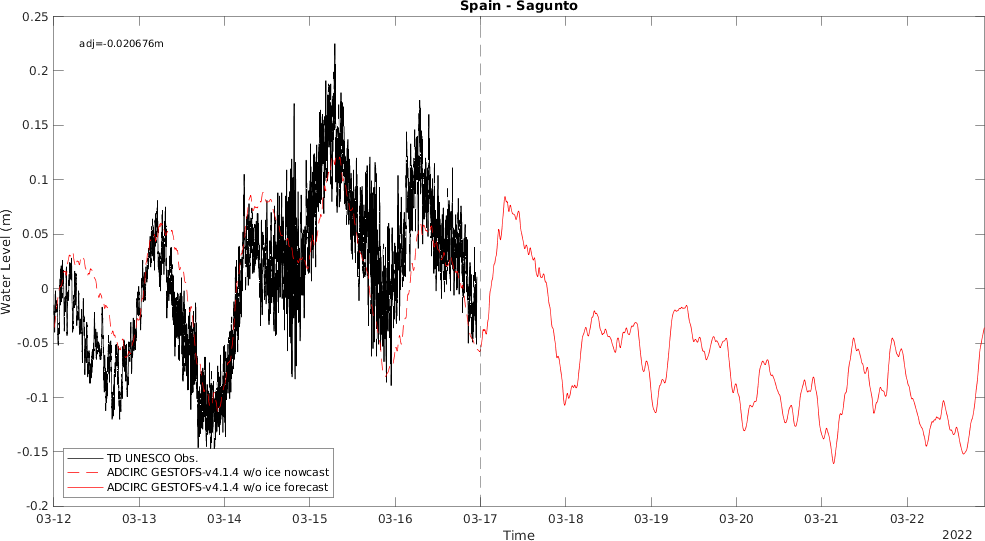 Spain - Sagunto
adj=-0.020676m
0.25
0.2
0.15
0.1
0.05
0
-0.05
-0.1
-0.15
-0.2
Water Level (m)
TD UNESCO Obs.
ADCIRC GESTOFS-v4.1.4 w/o ice nowcast
ADCIRC GESTOFS-v4.1.4 w/o ice forecast
03-12 03-13 03-14 03-15 03-16 03-17 03-18 03-19 03-20 03-21 03-22
Time
2022